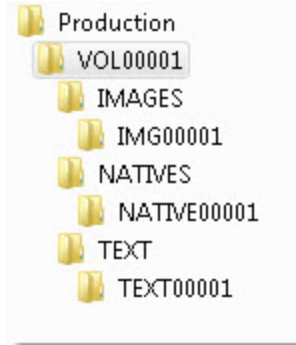 Production
VOL00001
IMAGES
IMG00001
NATIVES
NATIVE00001
TEXT
TEXT00001